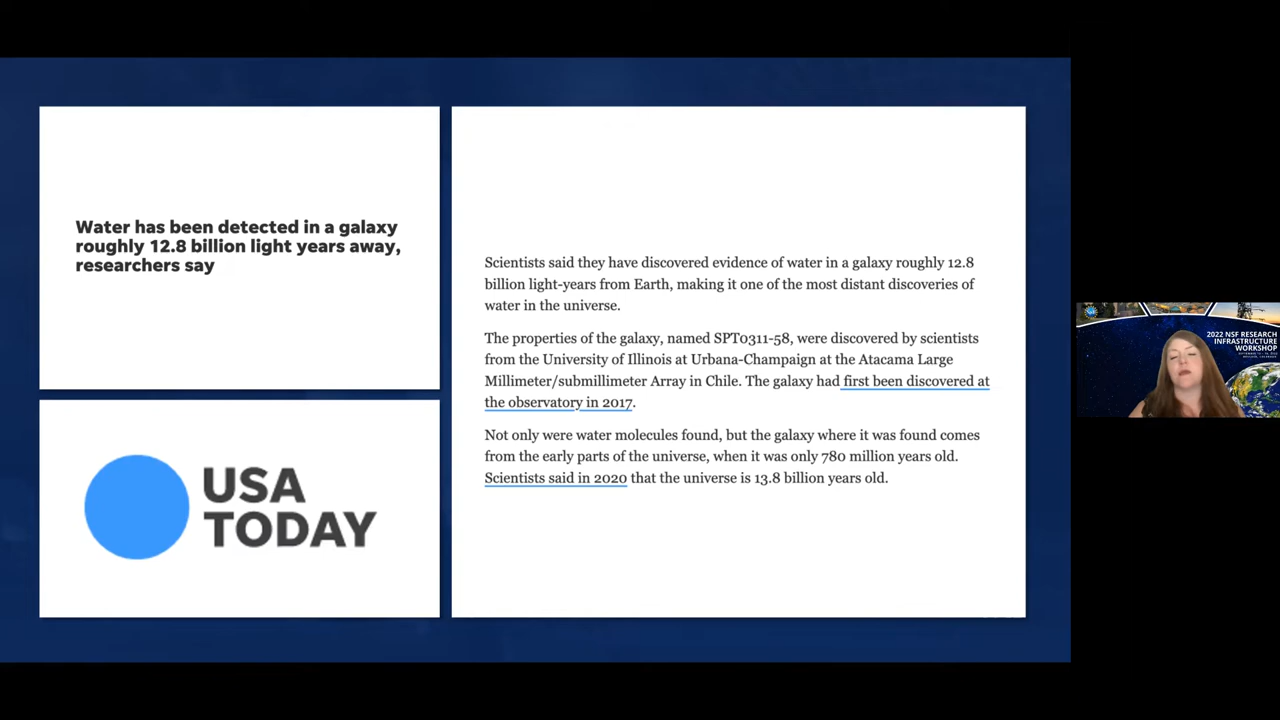 Water has been detected in a galaxy
roughly 12.8 billion light years away,
researchers say
USA
TODAY
Scientists said they have discovered evidence of water in a galaxy roughly 12.8
billion light-years from Earth, making it one of the most distant discoveries of
water in the universe.
The properties of the galaxy, named SPT0311-58, were discovered by scientists
from the University of Illinois at Urbana-Champaign at the Atacama Large
Millimeter/submillimeter Array in Chile. The galaxy had first been discovered at
the observatory in 2017.
Not only were water molecules found, but the galaxy where it was found comes
from the early parts of the universe, when it was only 780 million years old.
Scientists said in 2020 that the universe is 13.8 billion years old.
2022 NSF RESEARCH
INFRASTRUCTURE
WORKSHOP